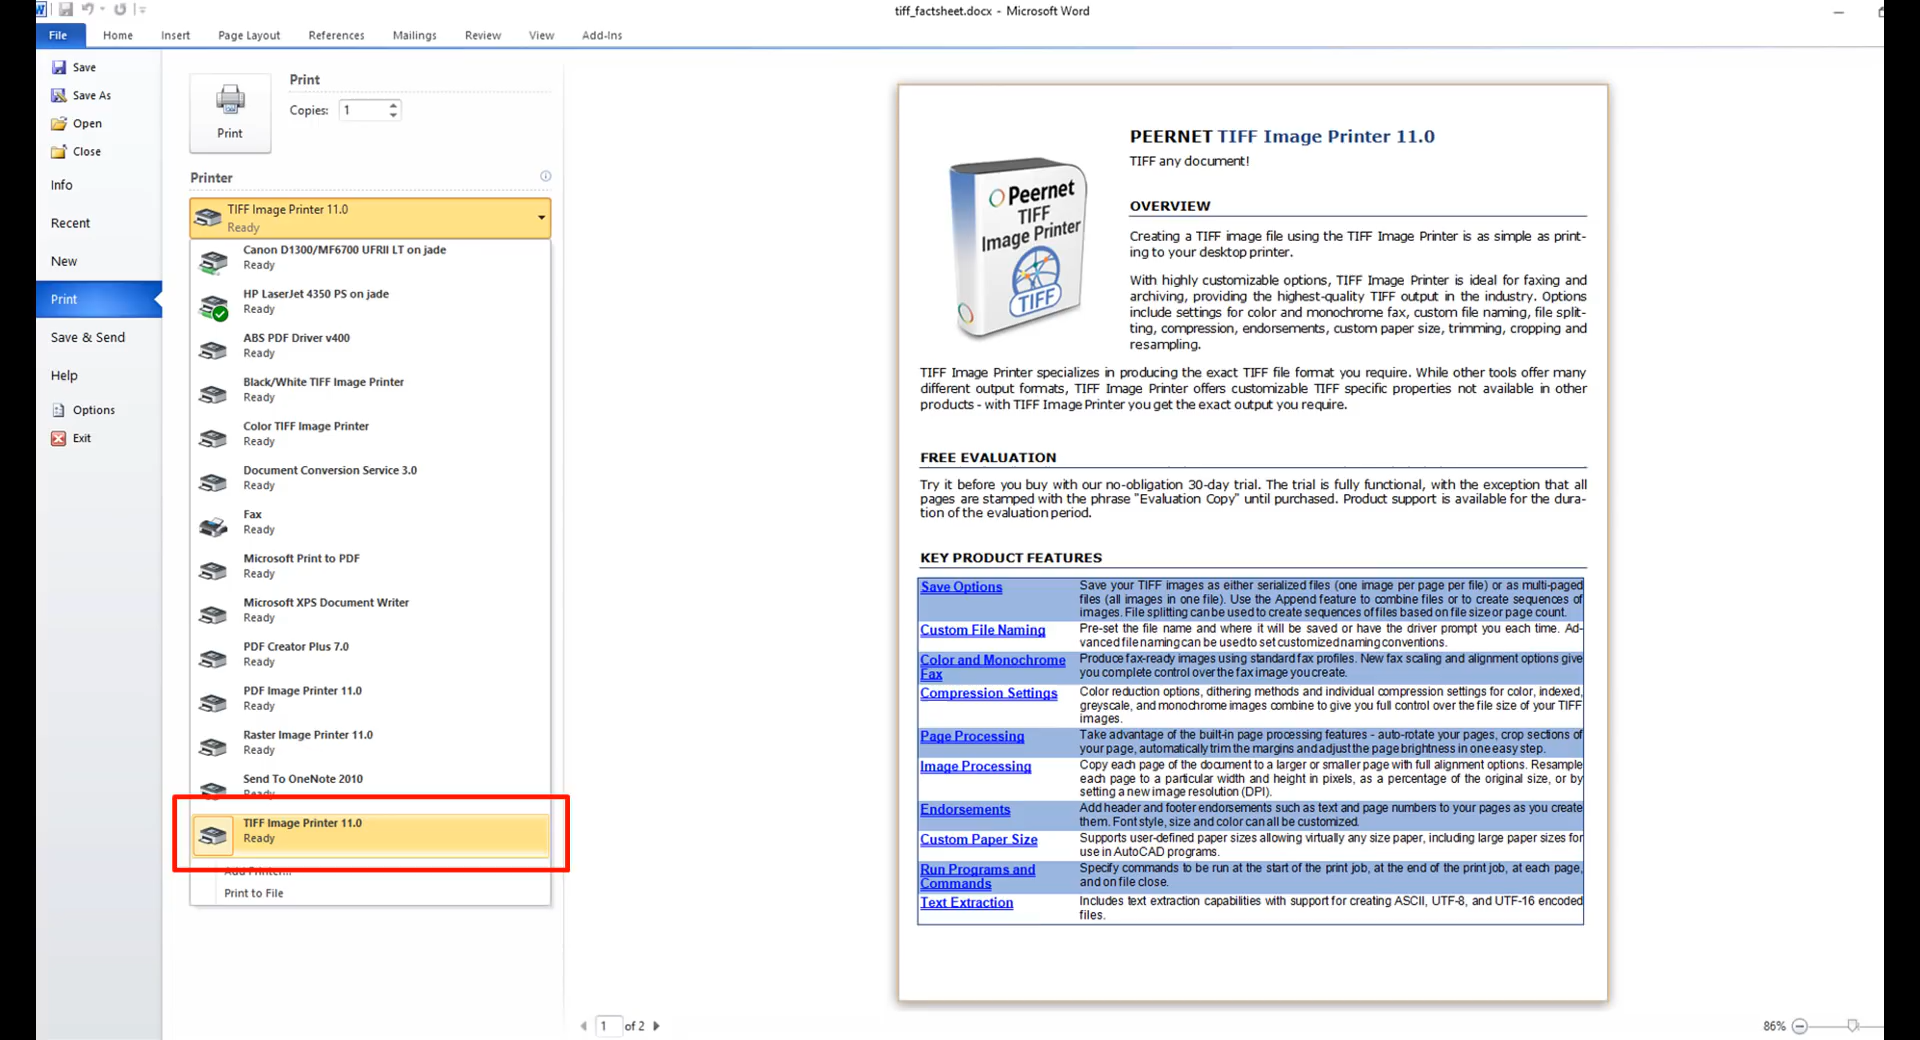 tiff_factsheet.docx - Microsoft Word
File Home Insert Page Layout References Mailings Review View Add-Ins
Save
Save As
Open
Close
Info
Recent
New
Print
Save & Send
Help
Options
Exit
Print
Print
Copies: 1
Printer
TIFF Image Printer 11.0
Ready
Canon D1300/MF6700 UFRII LT on jade
Ready
HP LaserJet 4350 PS on jade
Ready
ABS PDF Driver v400
Ready
Black/White TIFF Image Printer
Ready
Color TIFF Image Printer
Ready
Document Conversion Service 3.0
Ready
Fax
Ready
Microsoft Print to PDF
Ready
Microsoft XPS Document Writer
Ready
PDF Creator Plus 7.0
Ready
PDF Image Printer 11.0
Ready
Raster Image Printer 11.0
Ready
Send To OneNote 2010
Ready
TIFF Image Printer 11.0
Ready
Add Printer...
Print to File
PEERNET TIFF Image Printer 11.0
TIFF any document!
Peernet
TIFF
Image Printer
TIFF
OVERVIEW
Creating a TIFF image file using the TIFF Image Printer is as simple as print-
ing to your desktop printer.
With highly customizable options, TIFF Image Printer is ideal for faxing and
archiving, providing the highest-quality TIFF output in the industry. Options
include settings for color and monochrome fax, custom file naming, file split-
ting, compression, endorsements, custom paper size, trimming, cropping and
resampling.
TIFF Image Printer specializes in producing the exact TIFF file format you require. While other tools offer many
different output formats, TIFF Image Printer offers customizable TIFF specific properties not available in other
products - with TIFF Image Printer you get the exact output you require.
FREE EVALUATION
Try it before you buy with our no-obligation 30-day trial. The trial is fully functional, with the exception that all
pages are stamped with the phrase "Evaluation Copy" until purchased. Product support is available for the dura-
tion of the evaluation period.
KEY PRODUCT FEATURES
Save Options Save your TIFF images as either serialized files (one image per page per file) or as multi-paged
files (all images in one file). Use the Append feature to combine files or to create sequences of
images. File splitting can be used to create sequences of files based on file size or page count.
Custom File Naming Pre-set the file name and where it will be saved or have the driver prompt you each time. Ad-
vanced file naming can be used to set customized naming conventions.
Color and Monochrome Produce fax-ready images using standard fax profiles. New fax scaling and alignment options give
Fax you complete control over the fax image you create.
Compression Settings Color reduction options, dithering methods and individual compression settings for color, indexed,
greyscale, and monochrome images combine to give you full control over the file size of your TIFF
images.
Page Processing Take advantage of the built-in page processing features - auto-rotate your pages, crop sections of
your page, automatically trim the margins and adjust the page brightness in one easy step.
Image Processing Copy each page of the document to a larger or smaller page with full alignment options. Resample
each page to a particular width and height in pixels, as a percentage of the original size, or by
setting a new image resolution (DPI).
Endorsements Add header and footer endorsements such as text and page numbers to your pages as you create
them. Font style, size and color can all be customized.
Custom Paper Size Supports user-defined paper sizes allowing virtually any size paper, including large paper sizes for
use in AutoCAD programs.
Run Programs and Specify commands to be run at the start of the print job, at the end of the print job, at each page,
Commands and on file close.
Text Extraction Includes text extraction capabilities with support for creating ASCII, UTF-8, and UTF-16 encoded
files.
1 of 2
86%